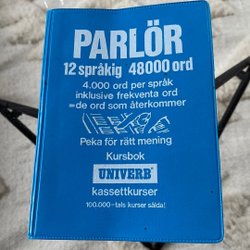 PARLÖR
12 språkig 48000 ord
4.000 ord per språk
inklusive frekventa ord
=de ord som återkommer
Peka för rätt mening
Kursbok
UNIVERB
kassettkurser
100.000-tals kurser sålda!